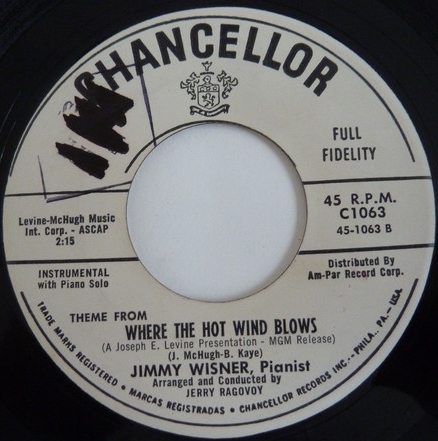 CHANCELLOR
FULL
FIDELITY
45 R.P.M.
C1063
45-1063 B
Levine-McHugh Music
Int. Corp. - ASCAP
2:15
Distributed By
Am-Par Record Corp.
INSTRUMENTAL
with Piano Solo
THEME FROM
WHERE THE HOT WIND BLOWS
(A Joseph E. Levine Presentation - MGM Release)
(J. McHugh-B. Kaye)
JIMMY WISNER, Pianist
Arranged and Conducted by
JERRY RAGOVOY
TRADE MARKS REGISTERED • MARCAS REGISTRADAS • CHANCELLOR RECORDS INC.--PHILA., PA.-U.S.A.